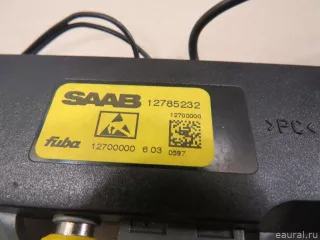 SAAB 12785232
12700000
fuba 12700000 6 03 0597
>PC<
eaural.ru